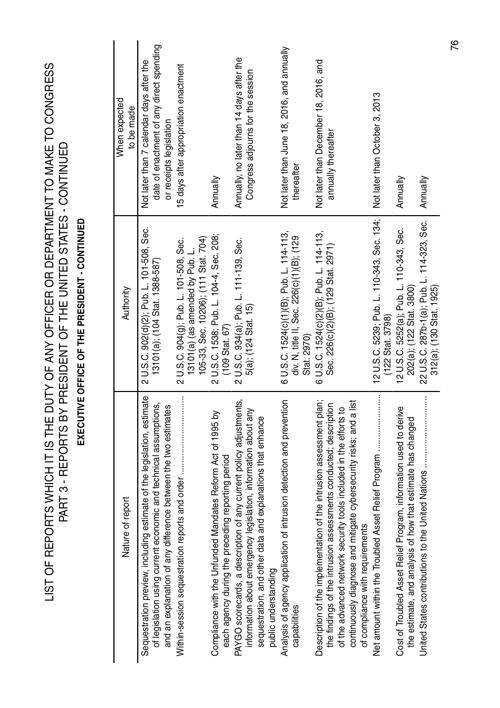 LIST OF REPORTS WHICH IT IS THE DUTY OF ANY OFFICER OR DEPARTMENT TO MAKE TO CONGRESS
PART 3 - REPORTS BY PRESIDENT OF THE UNITED STATES - CONTINUED
EXECUTIVE OFFICE OF THE PRESIDENT - CONTINUED
Nature of report
Authority
When expected
to be made
Sequestration preview, including estimate of the legislation, estimate
of legislation using current economic and technical assumptions,
and an explanation of any difference between the two estimates
2 U.S.C. 902(d)(2); Pub. L. 101-508, Sec.
13101(a); (104 Stat. 1388-587)
Not later than 7 calendar days after the
date of enactment of any direct spending
or receipts legislation
Within-session sequestration reports and order
2 U.S.C. 904(g); Pub. L. 101-508, Sec.
13101(a) (as amended by Pub. L.
105-33, Sec. 10206); (111 Stat. 704)
15 days after appropriation enactment
Compliance with the Unfunded Mandates Reform Act of 1995 by
each agency during the preceding reporting period
2 U.S.C. 1538; Pub. L. 104-4, Sec. 208;
(109 Stat. 67)
Annually
PAYGO scorecards, a description of any current policy adjustments,
information about emergency legislation, information about any
sequestration, and other data and explanations that enhance
public understanding
2 U.S.C. 934(a); Pub. L. 111-139, Sec.
5(a); (124 Stat. 15)
Annually, no later than 14 days after the
Congress adjourns for the session
Analysis of agency application of intrusion detection and prevention
capabilities
6 U.S.C. 1524(c)(1)(B); Pub. L. 114-113,
div. N, title II, Sec. 226(c)(1)(B); (129
Stat. 2970)
Not later than June 18, 2016, and annually
thereafter
Description of the implementation of the intrusion assessment plan;
the findings of the intrusion assessments conducted; description
of the advanced network security tools included in the efforts to
continuously diagnose and mitigate cybersecurity risks; and a list
of compliance with requirements
6 U.S.C. 1524(c)(2)(B); Pub. L. 114-113,
Sec. 226(c)(2)(B); (129 Stat. 2971)
Not later than December 18, 2016, and
annually thereafter
Net amount within the Troubled Asset Relief Program
12 U.S.C. 5239; Pub. L. 110-343, Sec. 134;
(122 Stat. 3798)
Not later than October 3, 2013
Cost of Troubled Asset Relief Program, information used to derive
the estimate, and analysis of how that estimate has changed
12 U.S.C. 5252(a); Pub. L. 110-343, Sec.
202(a); (122 Stat. 3800)
Annually
United States contributions to the United Nations
22 U.S.C. 287b-1(a); Pub. L. 114-323, Sec.
312(a); (130 Stat. 1925)
Annually
76